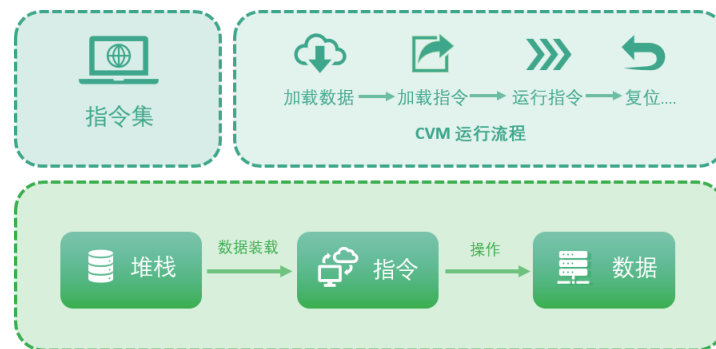 指令集
加载数据
加载指令
运行指令
复位....
CVM 运行流程
堆栈
数据装载
指令
操作
数据